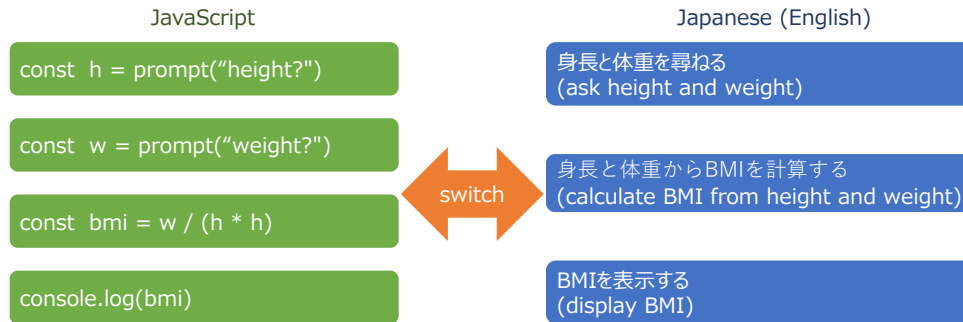 JavaScript
const h = prompt(“height?")
const w = prompt(“weight?")
const bmi = w / (h * h)
console.log(bmi)
switch
Japanese (English)
身長と体重を尋ねる
(ask height and weight)
身長と体重からBMIを計算する
(calculate BMI from height and weight)
BMIを表示する
(display BMI)